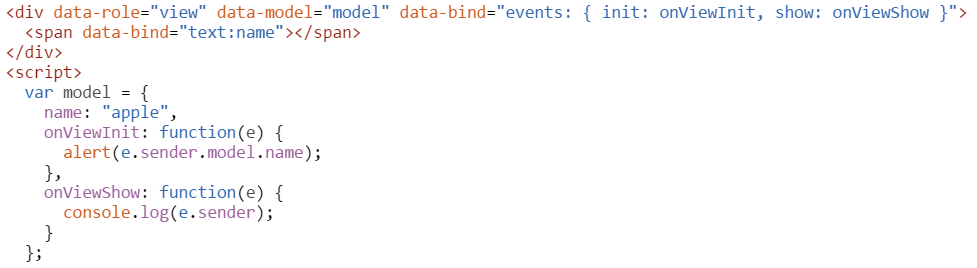 <div data-role="view" data-model="model" data-bind="events: { init: onViewInit, show: onViewShow }">
  <span data-bind="text:name"></span>
</div>
<script>
  var model = {
    name: "apple",
    onViewInit: function(e) {
      alert(e.sender.model.name);
    },
    onViewShow: function(e) {
      console.log(e.sender);
    }
  };